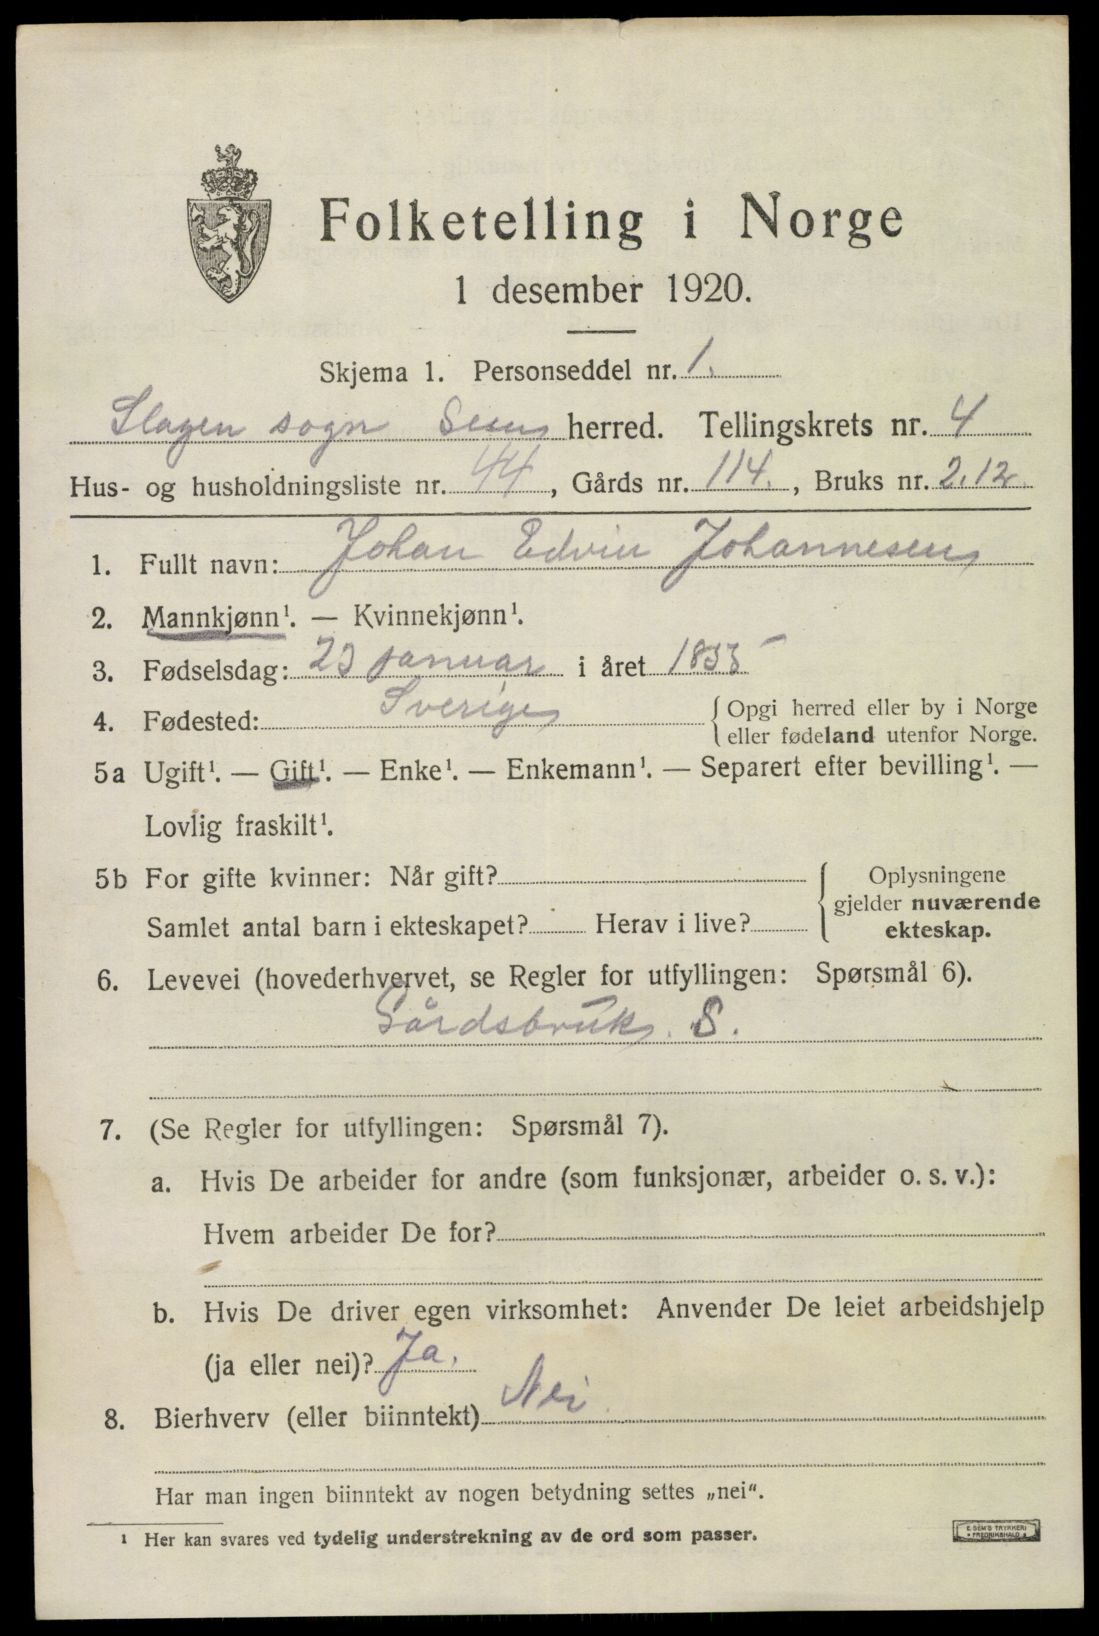 Folketelling i Norge
1 desember 1920.
Skjema 1. Personseddel nr. 1.
Slagen sogn Sem herred. Tellingskrets nr. 4
Hus- og husholdningsliste nr. 44, Gårds nr. 114., Bruks nr. 2.12.
1. Fullt navn: Johan Edvin Johannesen
2. Mannkjønn¹. — Kvinnekjønn¹.
3. Fødselsdag: 23 januar i året 1855
4. Fødested: Sverige { Opgi herred eller by i Norge
eller fødeland utenfor Norge.
5a Ugift¹. — Gift¹. — Enke¹. — Enkemann¹. — Separert efter bevilling¹. —
Lovlig fraskilt¹.
5b For gifte kvinner: Når gift? { Oplysningene
gjelder nuværende
Samlet antal barn i ekteskapet? Herav i live? ekteskap.
6. Levevei (hovederhvervet, se Regler for utfyllingen: Spørsmål 6).
Gårdsbruk. S.
7. (Se Regler for utfyllingen: Spørsmål 7).
a. Hvis De arbeider for andre (som funksjonær, arbeider o. s. v.):
Hvem arbeider De for?
b. Hvis De driver egen virksomhet: Anvender De leiet arbeidshjelp
(ja eller nei)? Ja.
8. Bierhverv (eller biinntekt) Nei
Har man ingen biinntekt av nogen betydning settes „nei“.
¹ Her kan svares ved tydelig understrekning av de ord som passer.
E. SEM'S TRYKKERI
FREDRIKSHALD